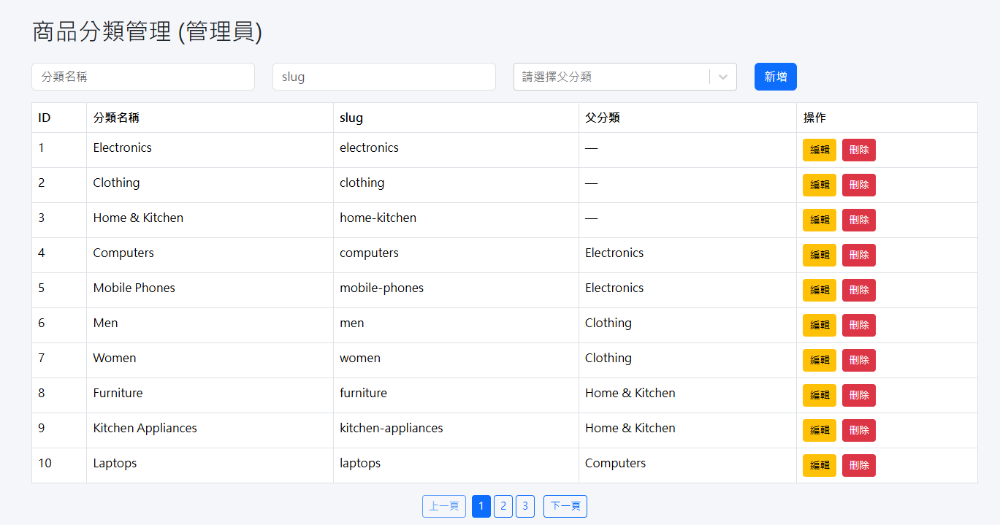 商品分類管理 (管理員)
分類名稱 slug 請選擇父分類 新增
ID 分類名稱 slug 父分類 操作
1 Electronics electronics — 編輯 刪除
2 Clothing clothing — 編輯 刪除
3 Home & Kitchen home-kitchen — 編輯 刪除
4 Computers computers Electronics 編輯 刪除
5 Mobile Phones mobile-phones Electronics 編輯 刪除
6 Men men Clothing 編輯 刪除
7 Women women Clothing 編輯 刪除
8 Furniture furniture Home & Kitchen 編輯 刪除
9 Kitchen Appliances kitchen-appliances Home & Kitchen 編輯 刪除
10 Laptops laptops Computers 編輯 刪除
上一頁 1 2 3 下一頁